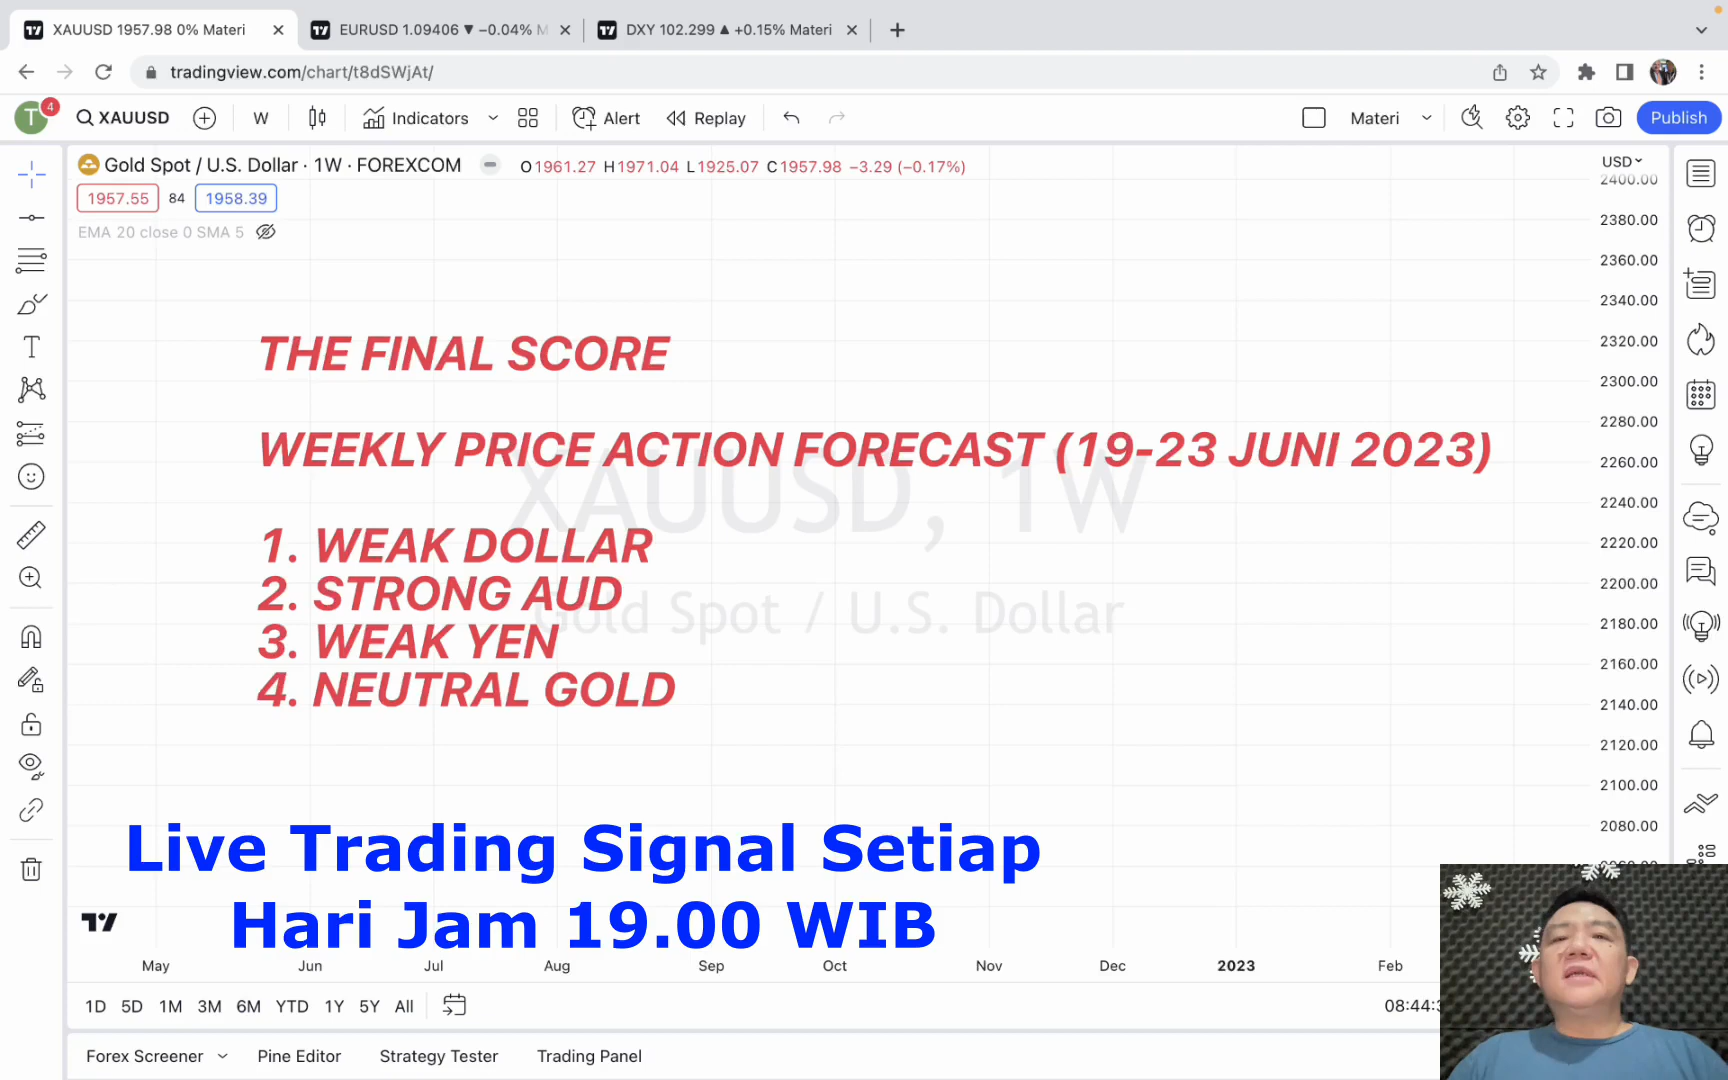 XAUUSD 1957.98 0% Materi
EURUSD 1.09406 ▼ −0.04% M
DXY 102.299 ▲ +0.15% Materi
tradingview.com/chart/t8dSWjAt/
T 4 XAUUSD W Indicators Alert Replay Materi Publish
Gold Spot / U.S. Dollar · 1W · FOREXCOM O1961.27 H1971.04 L1925.07 C1957.98 −3.29 (−0.17%)
1957.55 84 1958.39
EMA 20 close 0 SMA 5
USD
2400.00
2380.00
2360.00
2340.00
2320.00
2300.00
2280.00
2260.00
2240.00
2220.00
2200.00
2180.00
2160.00
2140.00
2120.00
2100.00
2080.00
THE FINAL SCORE
WEEKLY PRICE ACTION FORECAST (19-23 JUNI 2023)
XAUUSD, 1W
1. WEAK DOLLAR
2. STRONG AUD
Gold Spot / U.S. Dollar
3. WEAK YEN
4. NEUTRAL GOLD
Live Trading Signal Setiap
Hari Jam 19.00 WIB
May Jun Jul Aug Sep Oct Nov Dec 2023 Feb
1D 5D 1M 3M 6M YTD 1Y 5Y All
08:44:
Forex Screener Pine Editor Strategy Tester Trading Panel